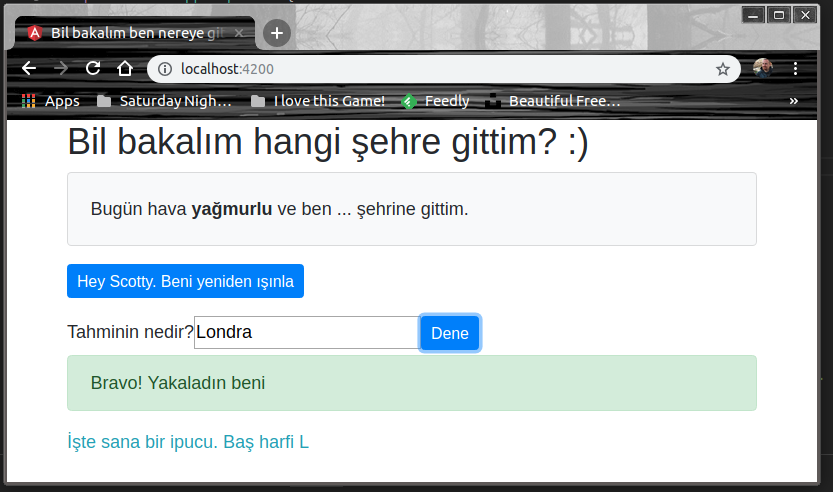 Bil bakalım ben nereye git
localhost:4200
Apps Saturday Nigh… I love this Game! Feedly Beautiful Free… »
Bil bakalım hangi şehre gittim? :)
Bugün hava yağmurlu ve ben ... şehrine gittim.
Hey Scotty. Beni yeniden ışınla
Tahminin nedir? Londra Dene
Bravo! Yakaladın beni
İşte sana bir ipucu. Baş harfi L